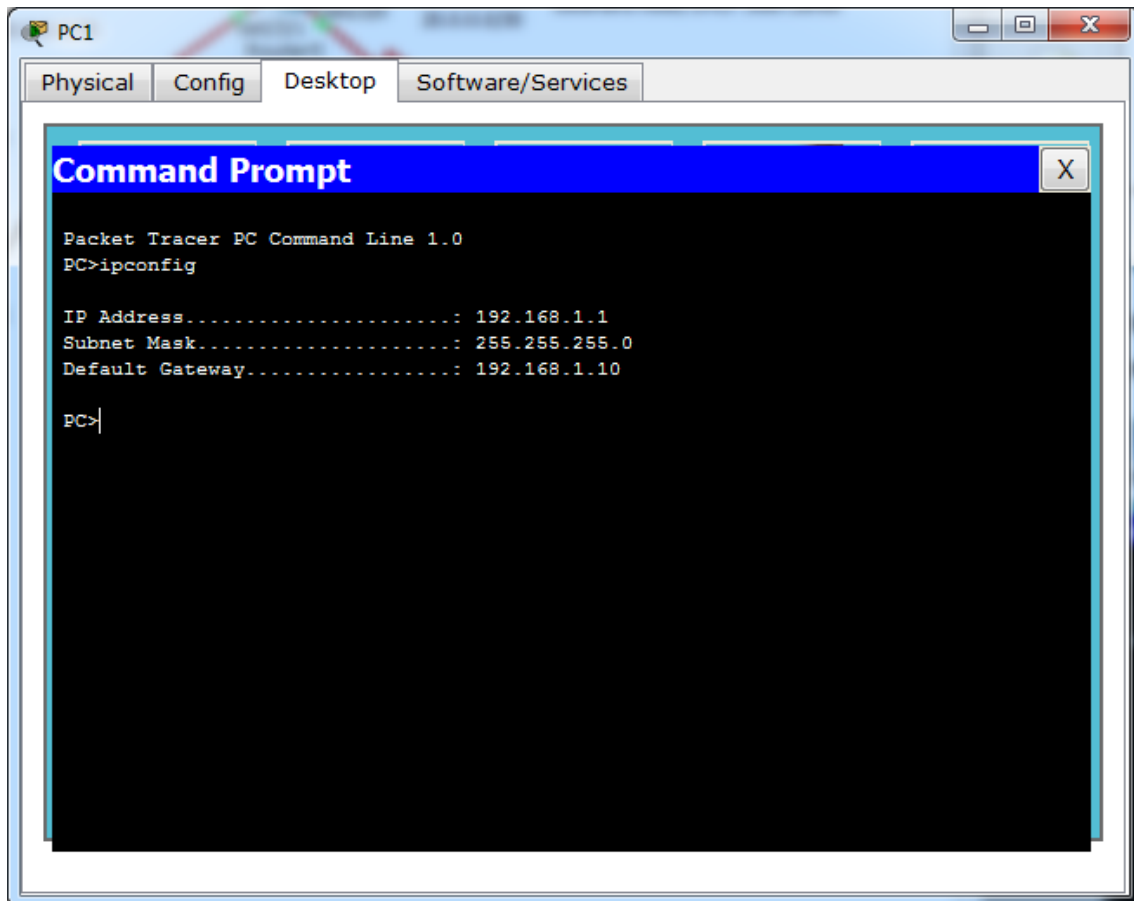 PC1
X
Physical Config Desktop Software/Services
Command Prompt X
Packet Tracer PC Command Line 1.0
PC>ipconfig
IP Address......................: 192.168.1.1
Subnet Mask.....................: 255.255.255.0
Default Gateway.................: 192.168.1.10
PC>